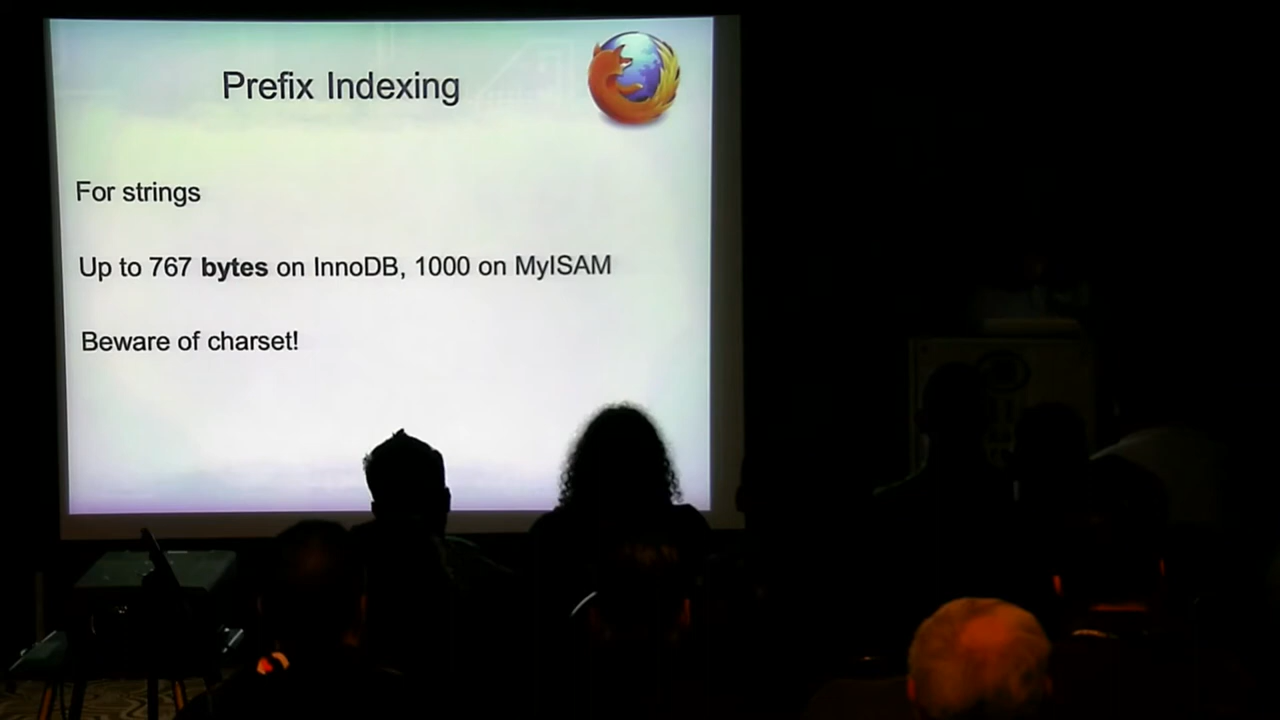 Prefix Indexing
For strings
Up to 767 bytes on InnoDB, 1000 on MyISAM
Beware of charset!